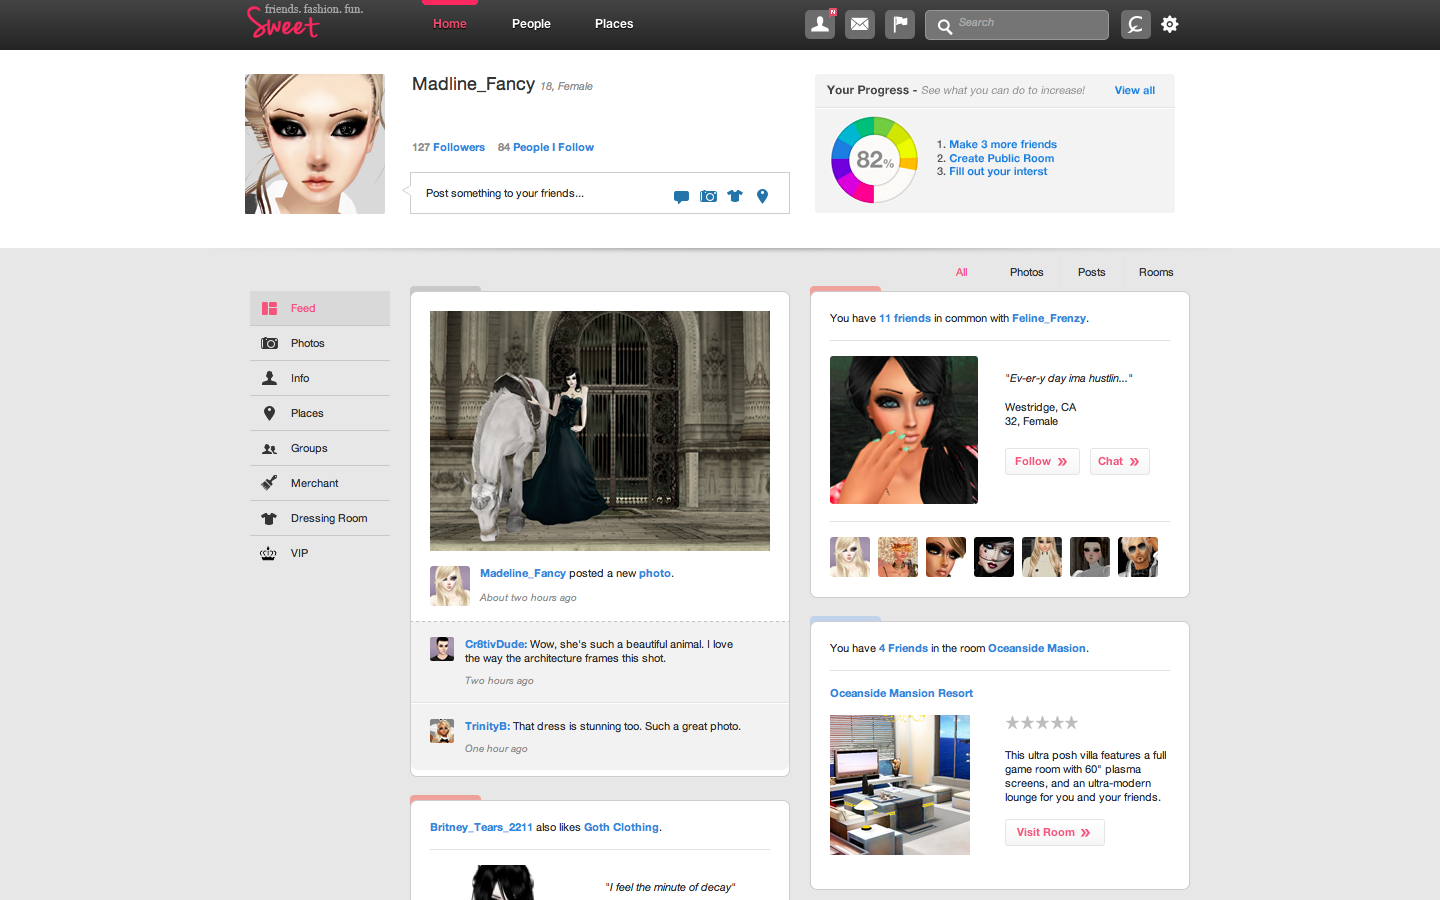 friends. fashion. fun.
Sweet
Home
People
Places
N
Search
Madline_Fancy 18, Female
127 Followers 84 People I Follow
Post something to your friends...
Your Progress - See what you can do to increase!
View all
82%
1. Make 3 more friends
2. Create Public Room
3. Fill out your interst
All
Photos
Posts
Rooms
Feed
Photos
Info
Places
Groups
Merchant
Dressing Room
VIP
Madeline_Fancy posted a new photo.
About two hours ago
Cr8tivDude: Wow, she's such a beautiful animal. I love
the way the architecture frames this shot.
Two hours ago
TrinityB: That dress is stunning too. Such a great photo.
One hour ago
Britney_Tears_2211 also likes Goth Clothing.
"I feel the minute of decay"
You have 11 friends in common with Feline_Frenzy.
"Ev-er-y day ima hustlin..."
Westridge, CA
32, Female
Follow »
Chat »
You have 4 Friends in the room Oceanside Masion.
Oceanside Mansion Resort
This ultra posh villa features a full
game room with 60" plasma
screens, and an ultra-modern
lounge for you and your friends.
Visit Room »